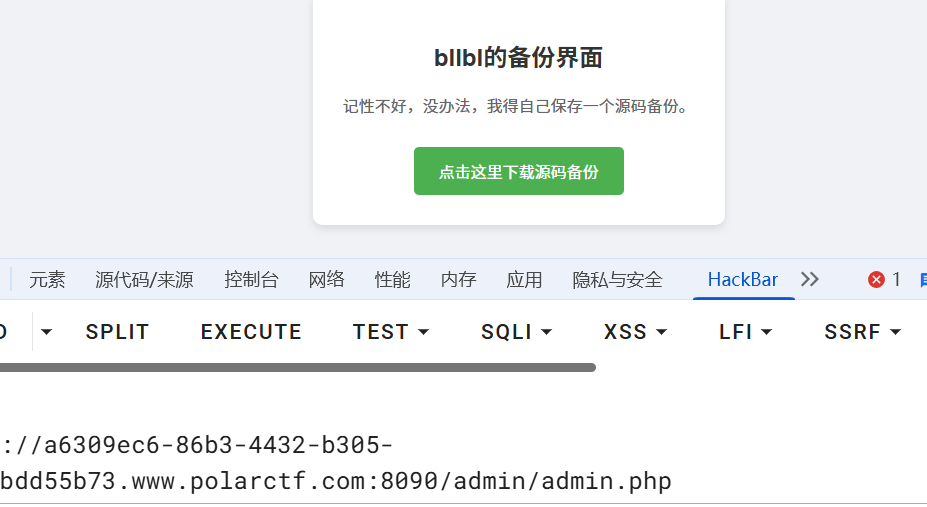 bllbl的备份界面
记性不好，没办法，我得自己保存一个源码备份。
点击这里下载源码备份
元素 源代码/来源 控制台 网络 性能 内存 应用 隐私与安全 HackBar 1
SPLIT EXECUTE TEST SQLI XSS LFI SSRF
://a6309ec6-86b3-4432-b305-
bdd55b73.www.polarctf.com:8090/admin/admin.php